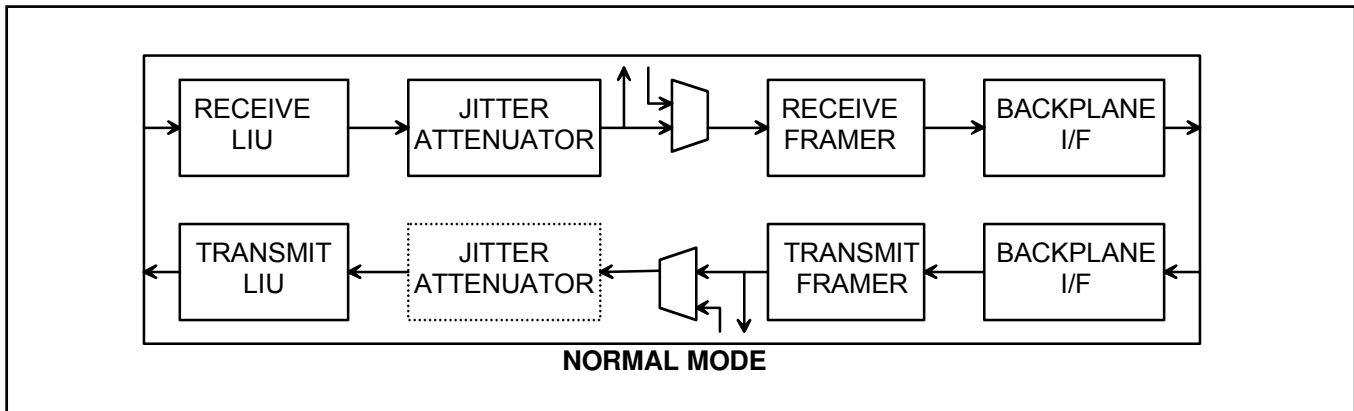 RECEIVE
LIU
JITTER
ATTENUATOR
RECEIVE
FRAMER
BACKPLANE
I/F
TRANSMIT
LIU
JITTER
ATTENUATOR
TRANSMIT
FRAMER
BACKPLANE
I/F
NORMAL MODE